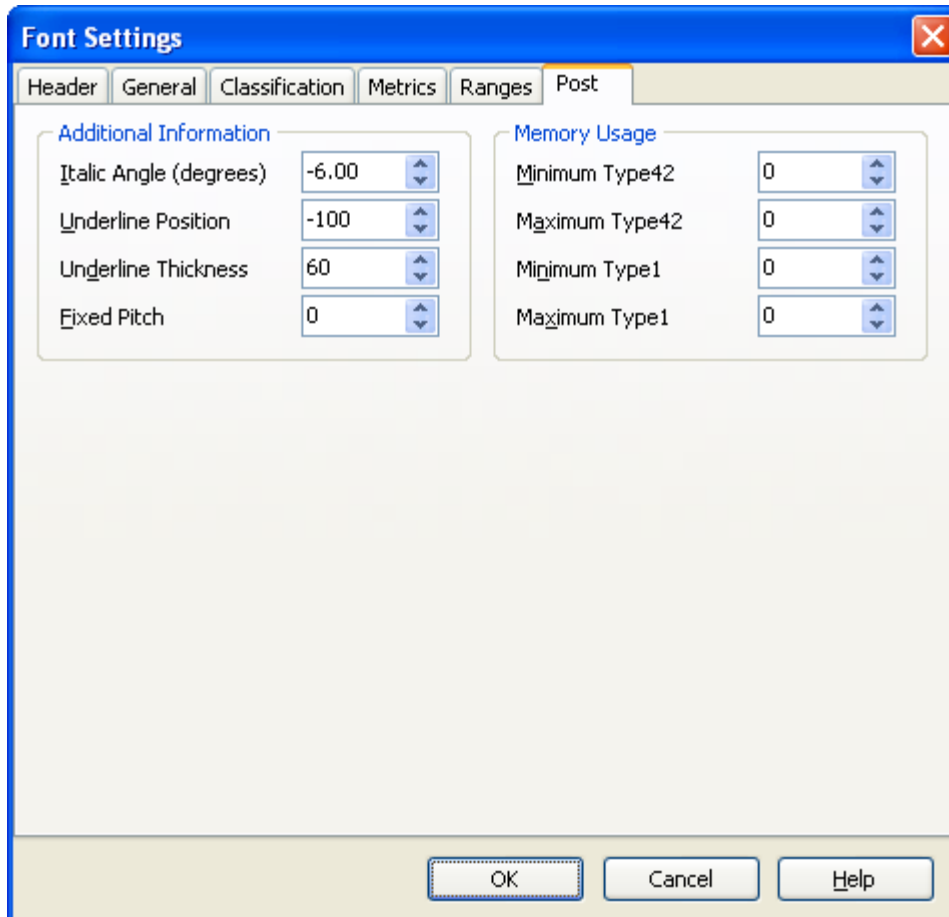 Font Settings
Header General Classification Metrics Ranges Post
Additional Information
Italic Angle (degrees) -6.00
Underline Position -100
Underline Thickness 60
Fixed Pitch 0
Memory Usage
Minimum Type42 0
Maximum Type42 0
Minimum Type1 0
Maximum Type1 0
OK Cancel Help